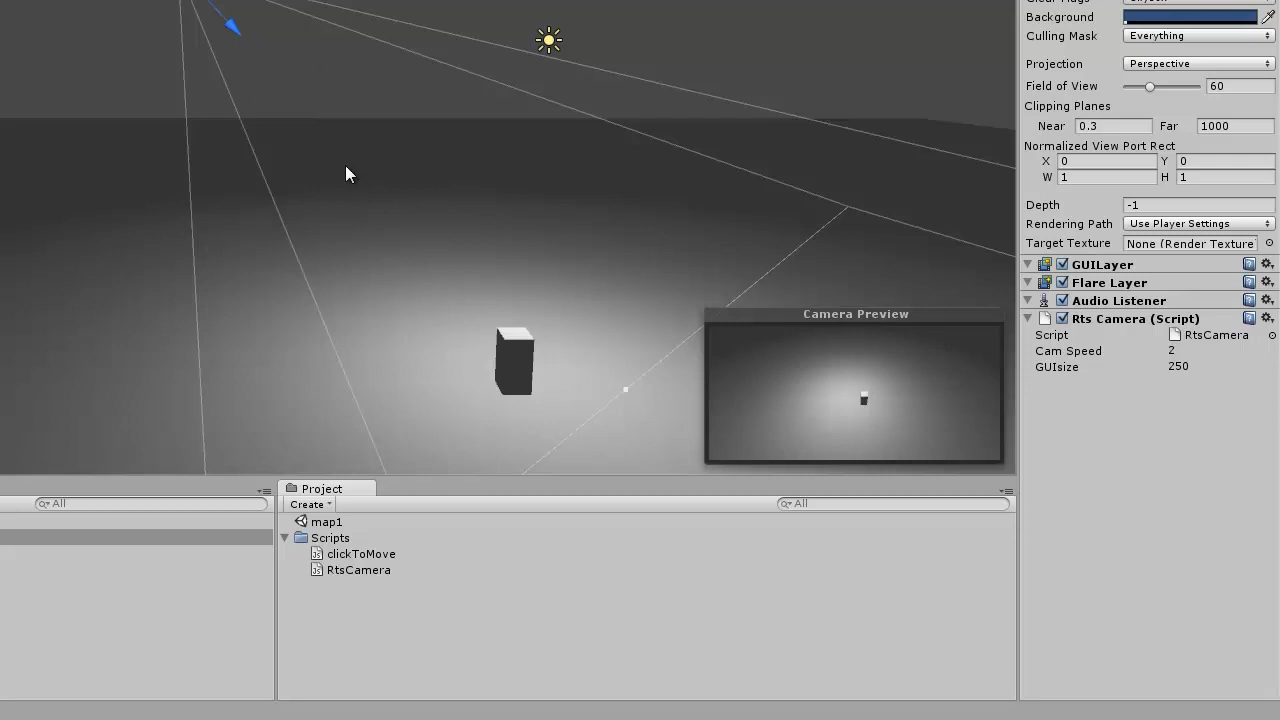 Background
Culling Mask Everything
Projection Perspective
Field of View 60
Clipping Planes
Near 0.3 Far 1000
Normalized View Port Rect
X 0 Y 0
W 1 H 1
Depth -1
Rendering Path Use Player Settings
Target Texture None (Render Texture
GUILayer
Flare Layer
Audio Listener
Rts Camera (Script)
Script RtsCamera
Cam Speed 2
GUIsize 250
Camera Preview
Project
All
Create All
map1
Scripts
clickToMove
RtsCamera